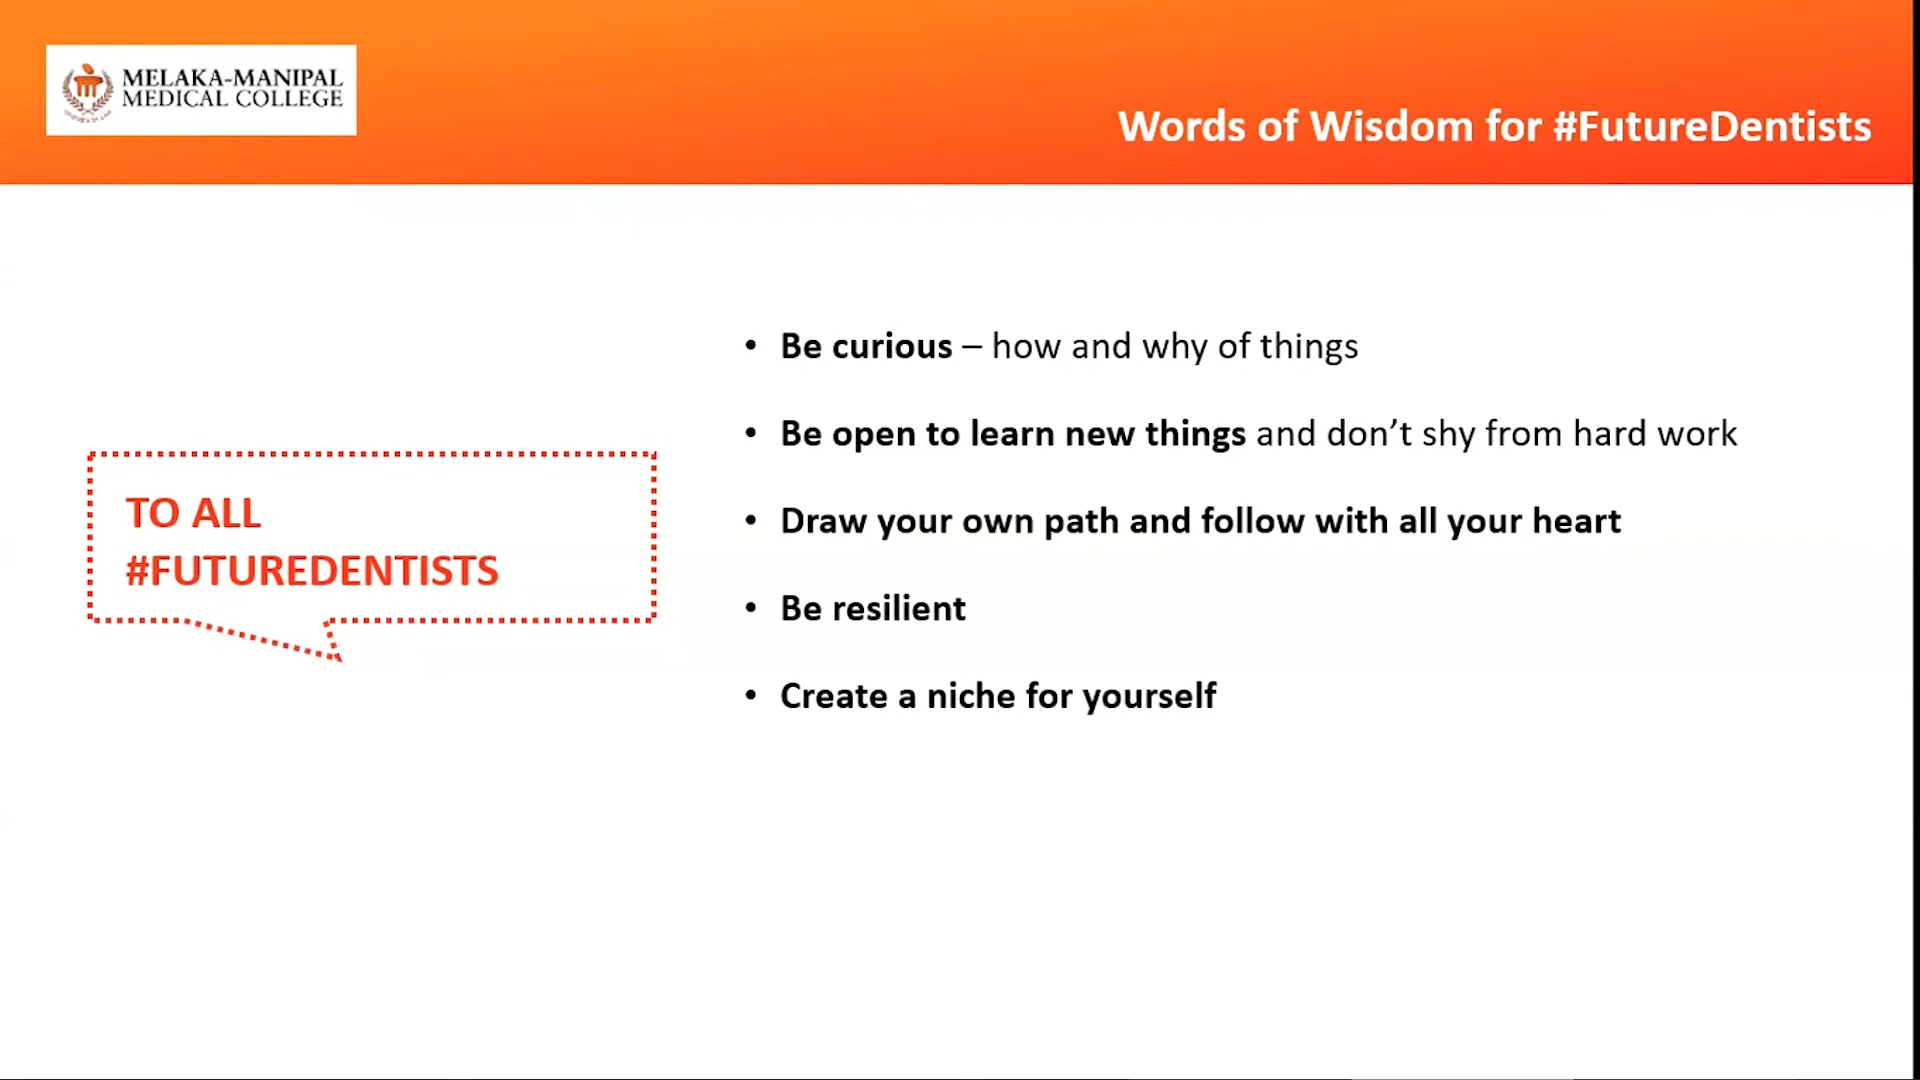 MELAKA-MANIPAL
MEDICAL COLLEGE
Words of Wisdom for #FutureDentists
TO ALL
#FUTUREDENTISTS
• Be curious – how and why of things
• Be open to learn new things and don’t shy from hard work
• Draw your own path and follow with all your heart
• Be resilient
• Create a niche for yourself